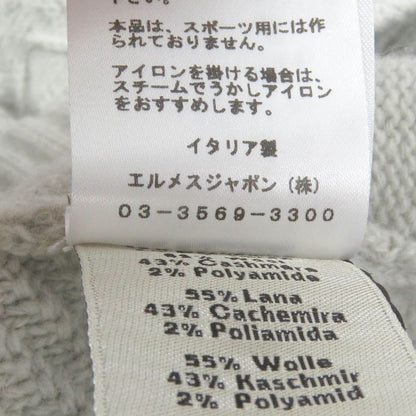 下さい。
本品は、スポーツ用には作
られておりません。
アイロンを掛ける場合は、
スチームでうかしアイロン
をおすすめします。
イタリア製
エルメスジャポン（株）
03-3569-3300
43% Cashmere
2% Polyamide
55% Lana
43% Cachemira
2% Poliamida
55% Wolle
43% Kaschmir
2% Polyamid